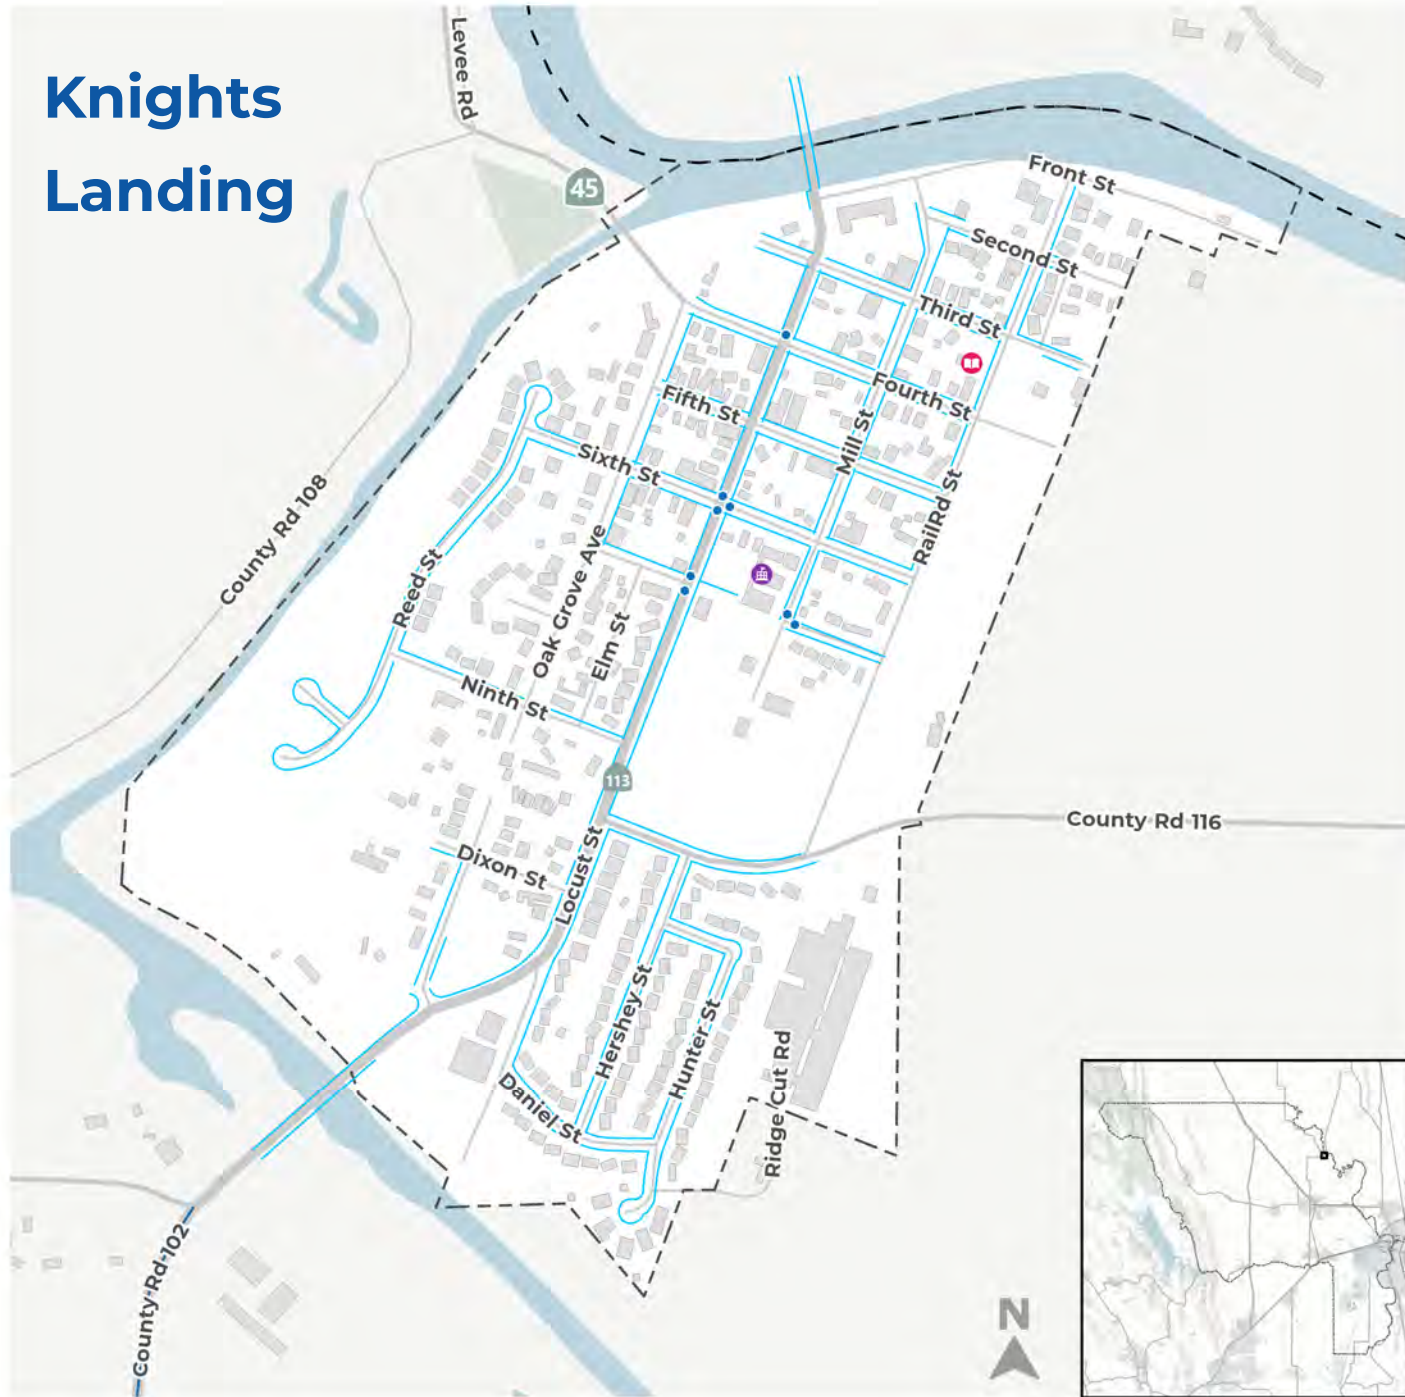 Knights
Landing
Levee Rd
45
Front St
Second St
Third St
Fourth St
Fifth St
Mill St
Sixth St
RailRd St
County Rd 108
Oak Grove Ave
Reed St
Elm St
Ninth St
113
County Rd 116
Locust St
Dixon St
Hershey St
Hunter St
Ridge Cut Rd
Daniel St
County Rd 102
N